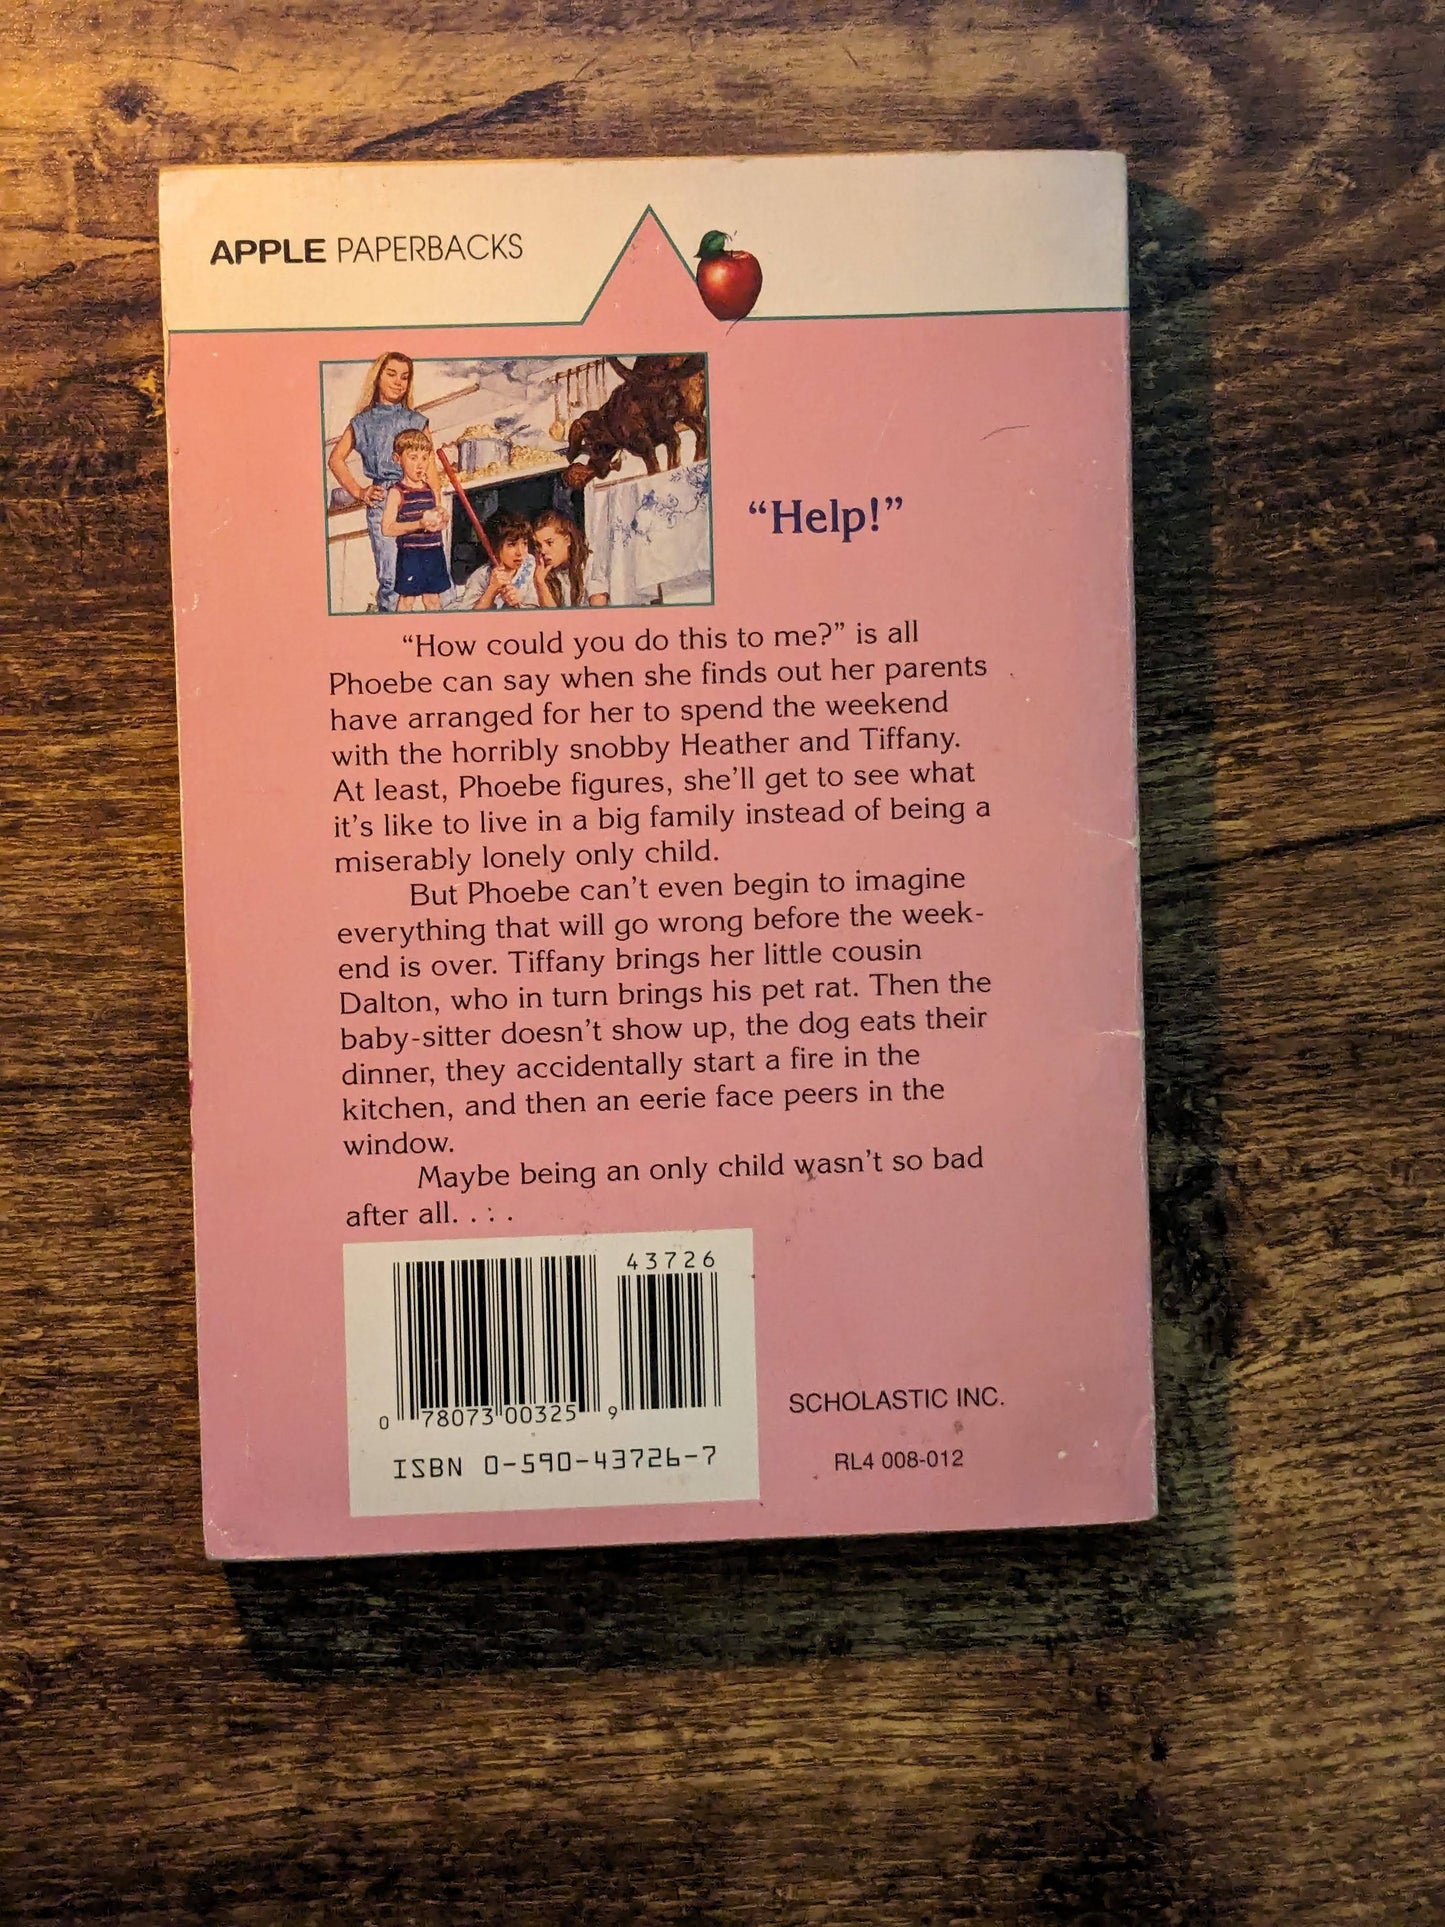 APPLE PAPERBACKS
“Help!”
“How could you do this to me?” is all
Phoebe can say when she finds out her parents
have arranged for her to spend the weekend
with the horribly snobby Heather and Tiffany.
At least, Phoebe figures, she’ll get to see what
it’s like to live in a big family instead of being a
miserably lonely only child.
But Phoebe can’t even begin to imagine
everything that will go wrong before the week-
end is over. Tiffany brings her little cousin
Dalton, who in turn brings his pet rat. Then the
baby-sitter doesn’t show up, the dog eats their
dinner, they accidentally start a fire in the
kitchen, and then an eerie face peers in the
window.
Maybe being an only child wasn’t so bad
after all. . . .
43726
0 78073 00325 9
ISBN 0-590-43726-7
SCHOLASTIC INC.
RL4 008-012